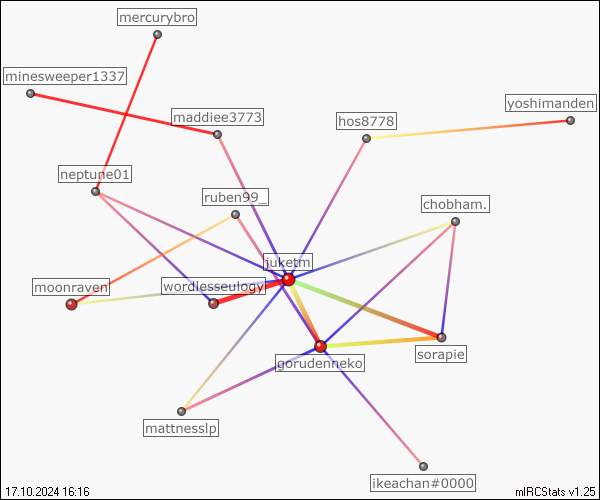 mercurybro
minesweeper1337
yoshimanden
maddiee3773
hos8778
neptune01
ruben99_
chobham.
juketm
moonraven
wordlesseulogy
sorapie
gorudenneko
mattnesslp
ikeachan#0000
17.10.2024 16:16
mIRCStats v1.25